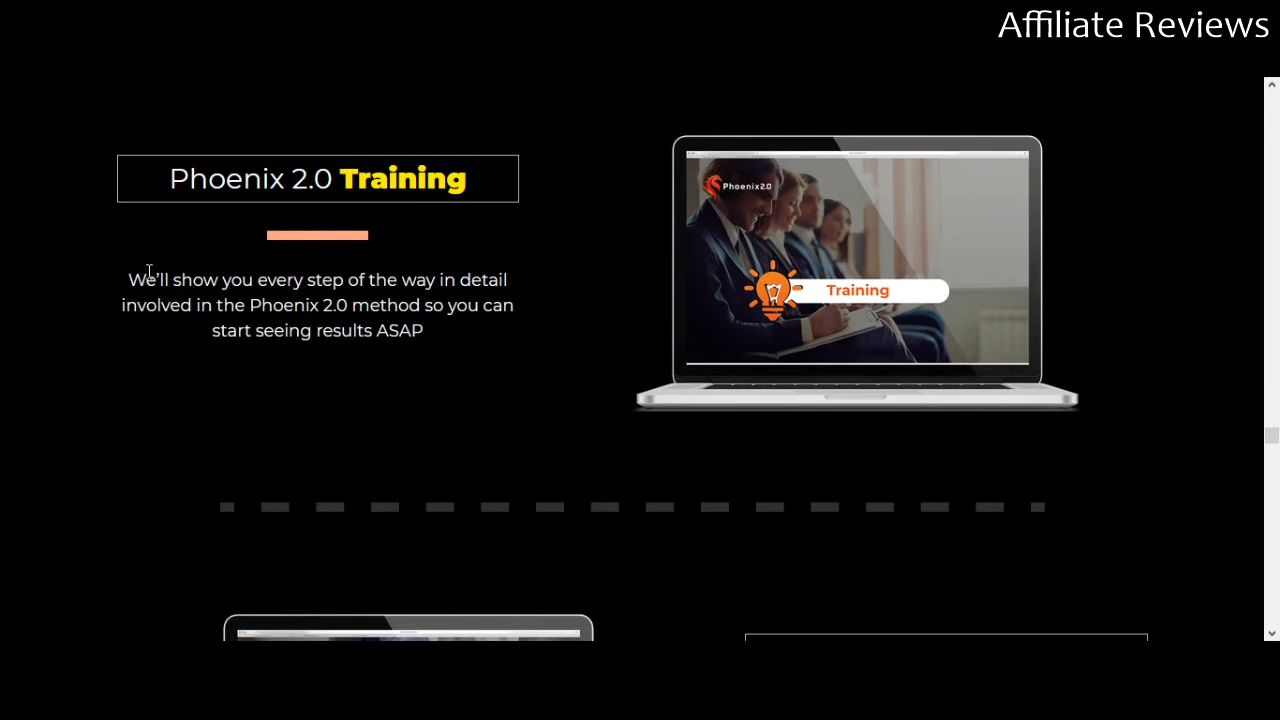 Affiliate Reviews
Phoenix 2.0 Training
We'll show you every step of the way in detail
involved in the Phoenix 2.0 method so you can
start seeing results ASAP
Phoenix2.0
Training